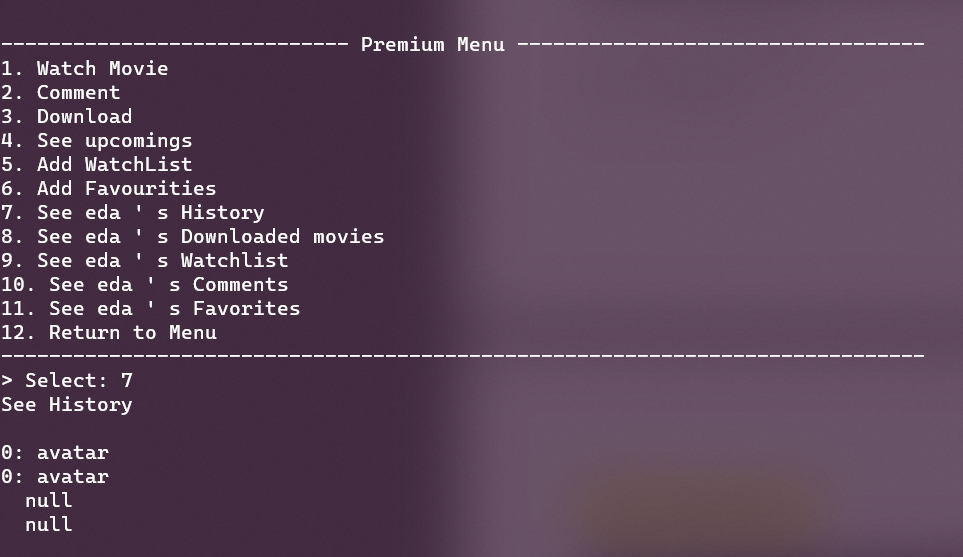 ----------------------------- Premium Menu ----------------------------------
1. Watch Movie
2. Comment
3. Download
4. See upcomings
5. Add WatchList
6. Add Favourities
7. See eda ' s History
8. See eda ' s Downloaded movies
9. See eda ' s Watchlist
10. See eda ' s Comments
11. See eda ' s Favorites
12. Return to Menu
-----------------------------------------------------------------------------
> Select: 7
See History
0: avatar
0: avatar
null
null